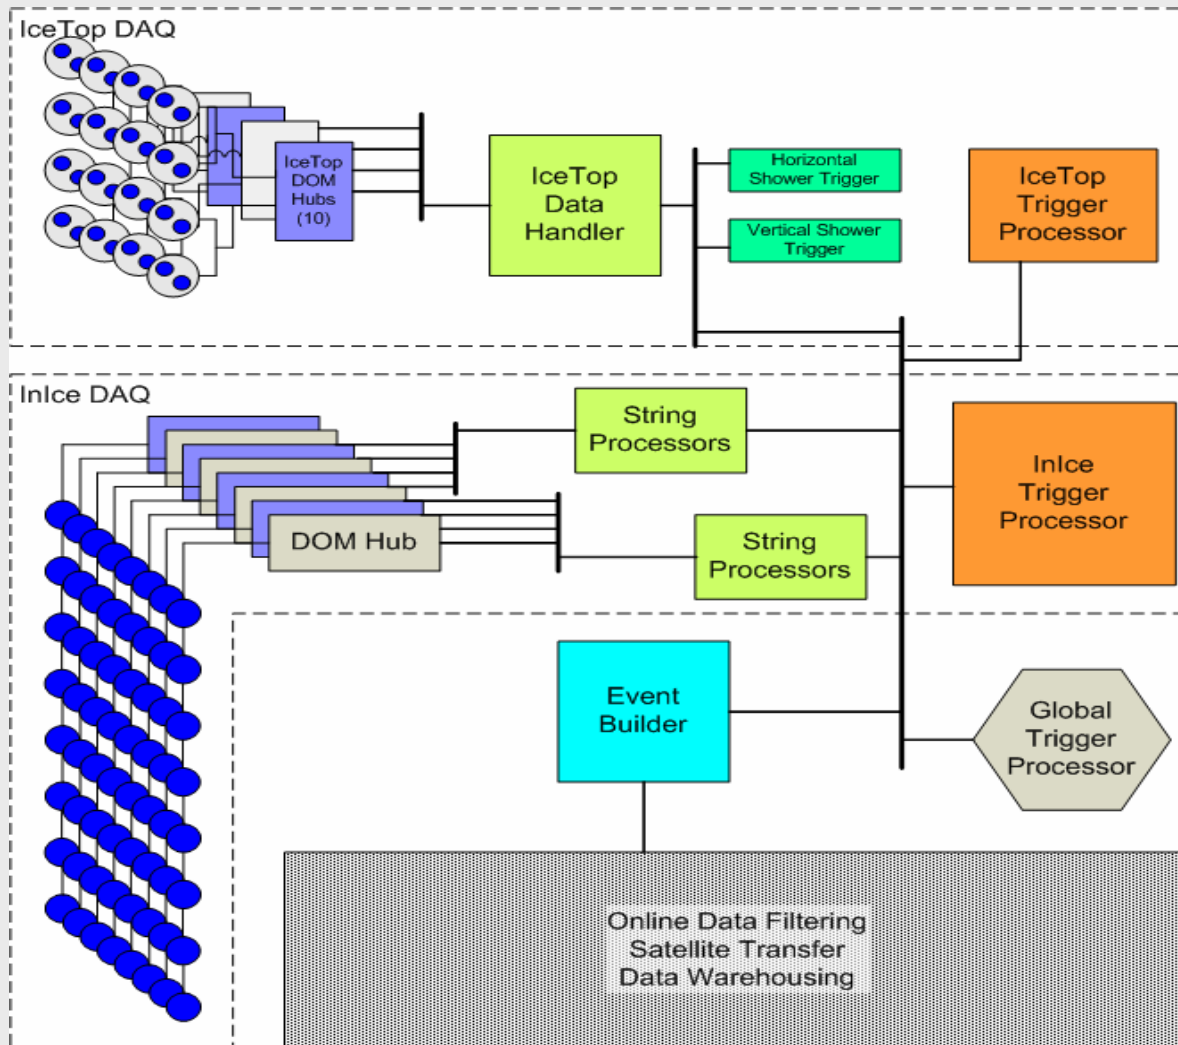 IceTop DAQ
IceTop
DOM
Hubs
(10)
IceTop
Data
Handler
Horizontal
Shower Trigger
Vertical Shower
Trigger
IceTop
Trigger
Processor
InIce DAQ
String
Processors
InIce
Trigger
Processor
DOM Hub
String
Processors
Event
Builder
Global
Trigger
Processor
Online Data Filtering
Satellite Transfer
Data Warehousing